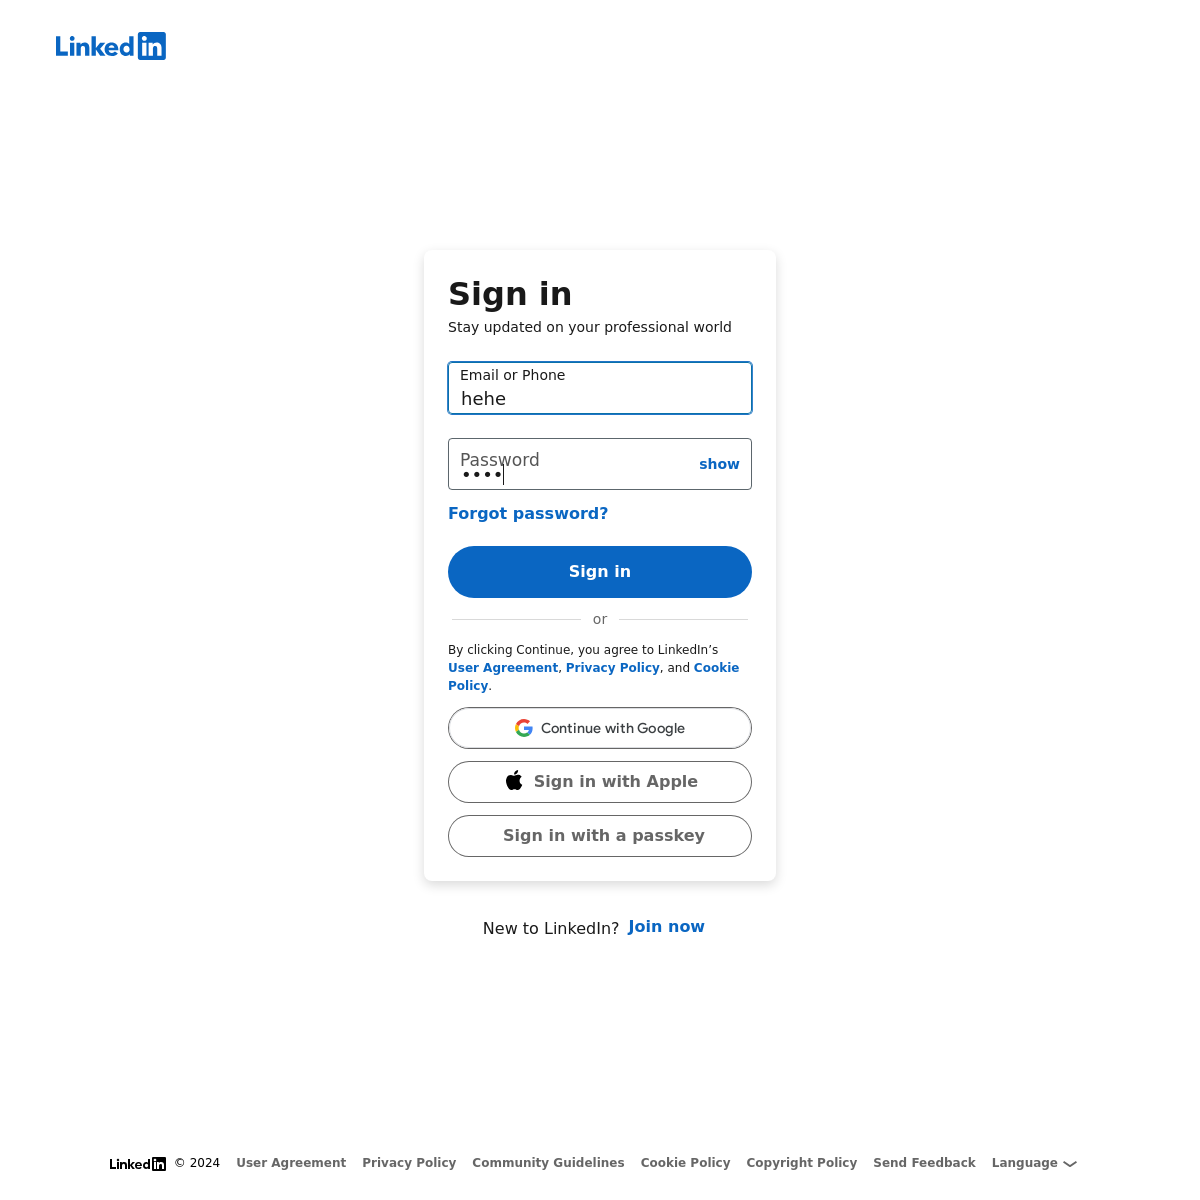 Linkedin
Sign in
Stay updated on your professional world
Email or Phone
hehe
Password
••••
show
Forgot password?
Sign in
or
By clicking Continue, you agree to LinkedIn’s
User Agreement, Privacy Policy, and Cookie
Policy.
Continue with Google
Sign in with Apple
Sign in with a passkey
New to LinkedIn? Join now
Linkedin © 2024 User Agreement Privacy Policy Community Guidelines Cookie Policy Copyright Policy Send Feedback Language